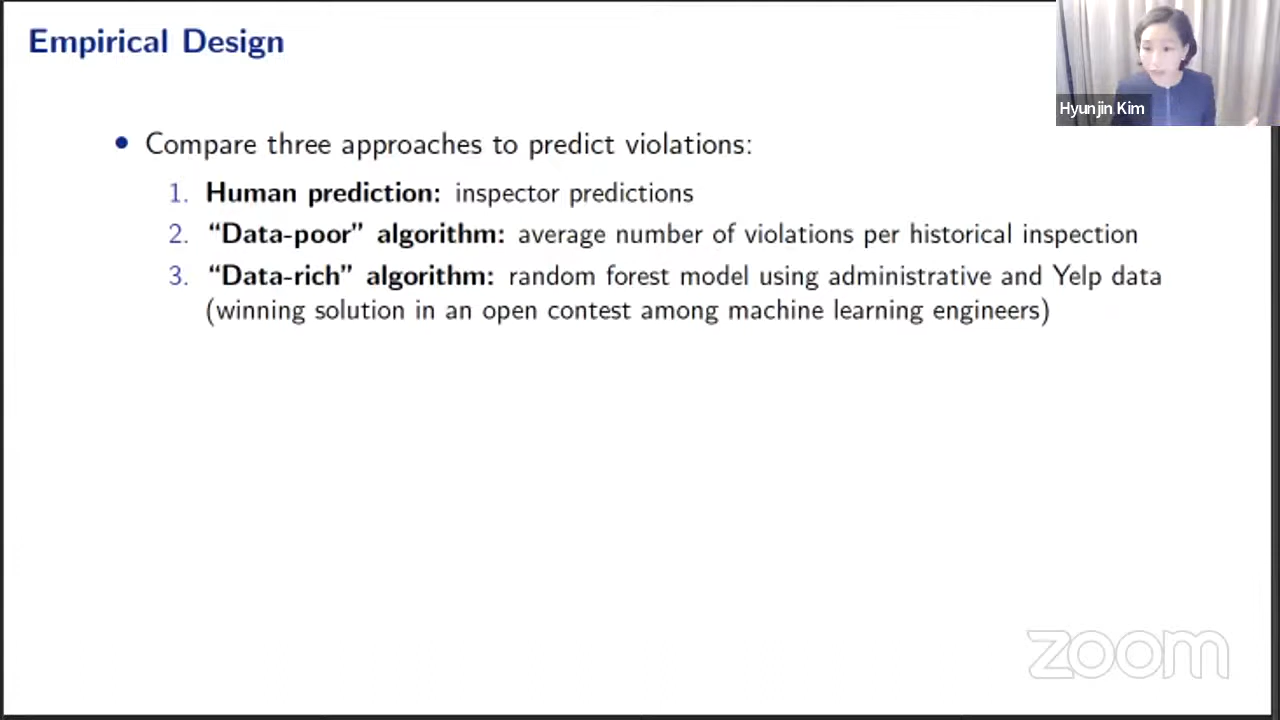 Empirical Design
Hyunjin Kim
• Compare three approaches to predict violations:
1. Human prediction: inspector predictions
2. “Data-poor” algorithm: average number of violations per historical inspection
3. “Data-rich” algorithm: random forest model using administrative and Yelp data
(winning solution in an open contest among machine learning engineers)
zoom